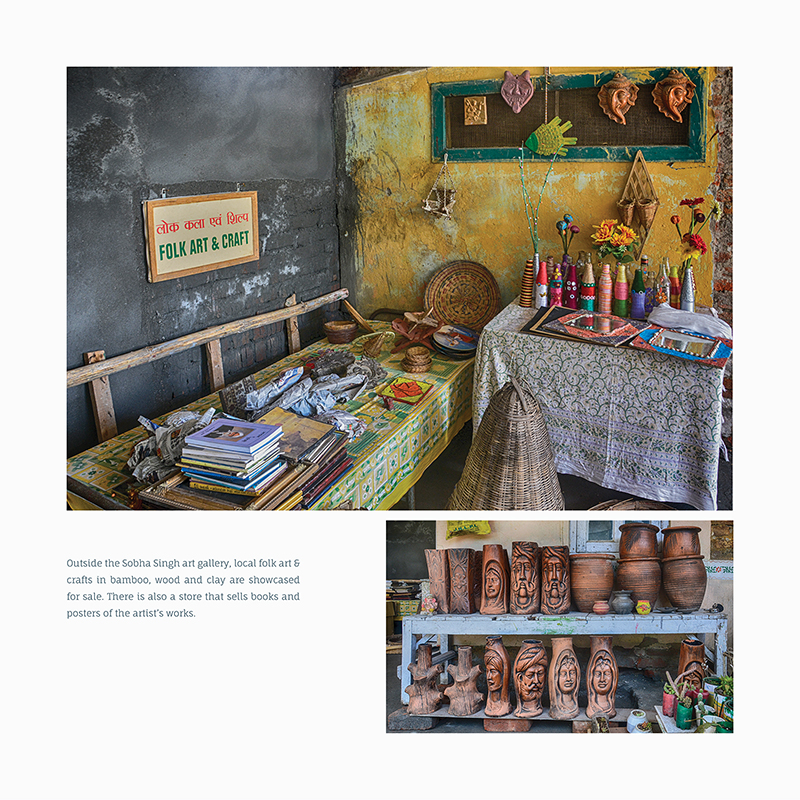 लोक कला एवं शिल्प
FOLK ART & CRAFT
Outside the Sobha Singh art gallery, local folk art &
crafts in bamboo, wood and clay are showcased
for sale. There is also a store that sells books and
posters of the artist's works.